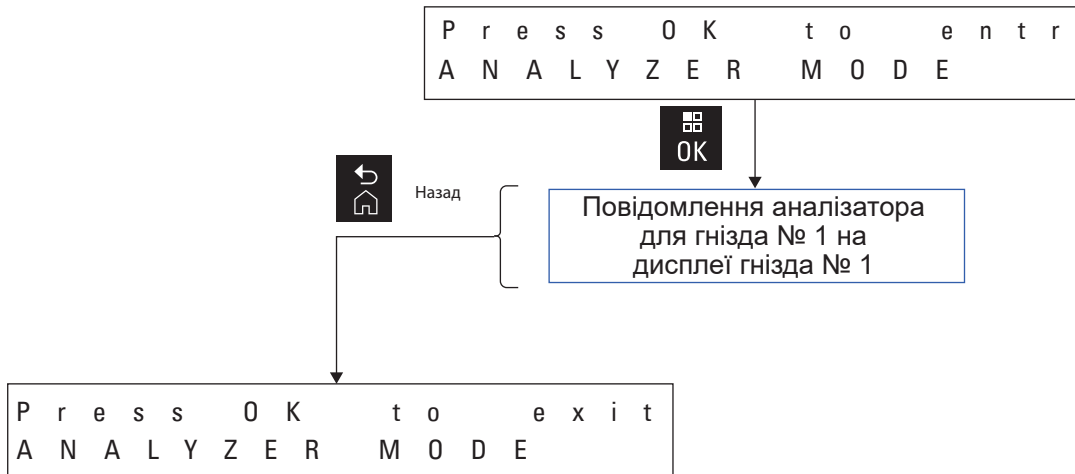 Press OK to entr
ANALYZER MODE
OK
Назад
Повідомлення аналізатора
для гнізда № 1 на
дисплеї гнізда № 1
Press OK to exit
ANALYZER MODE